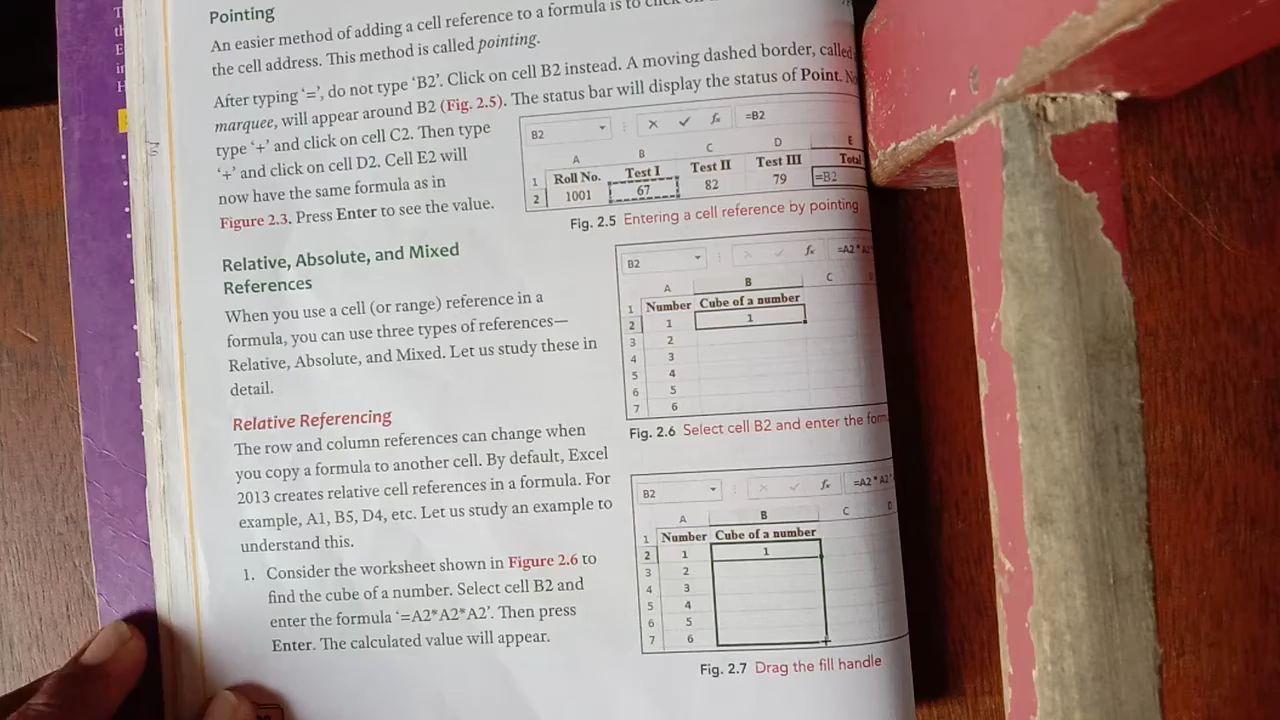 Pointing
An easier method of adding a cell reference to a formula is to click
the cell address. This method is called pointing.
After typing ‘=’, do not type ‘B2’. Click on cell B2 instead. A moving dashed border, called
marquee, will appear around B2 (Fig. 2.5). The status bar will display the status of Point.
type ‘+’ and click on cell C2. Then type
‘+’ and click on cell D2. Cell E2 will
now have the same formula as in
Figure 2.3. Press Enter to see the value.
B2 fx =B2
A B C D E
1 Roll No. Test I Test II Test III Total
2 1001 67 82 79 =B2
Fig. 2.5 Entering a cell reference by pointing
Relative, Absolute, and Mixed
References
When you use a cell (or range) reference in a
formula, you can use three types of references—
Relative, Absolute, and Mixed. Let us study these in
detail.
B2 fx =A2*
A B C
1 Number Cube of a number
2 1 1
3 2
4 3
5 4
6 5
7 6
Fig. 2.6 Select cell B2 and enter the
Relative Referencing
The row and column references can change when
you copy a formula to another cell. By default, Excel
2013 creates relative cell references in a formula. For
example, A1, B5, D4, etc. Let us study an example to
understand this.
1. Consider the worksheet shown in Figure 2.6 to
find the cube of a number. Select cell B2 and
enter the formula ‘=A2*A2*A2’. Then press
Enter. The calculated value will appear.
B2 fx =A2*A2*
A B C D
1 Number Cube of a number
2 1 1
3 2
4 3
5 4
6 5
7 6
Fig. 2.7 Drag the fill handle